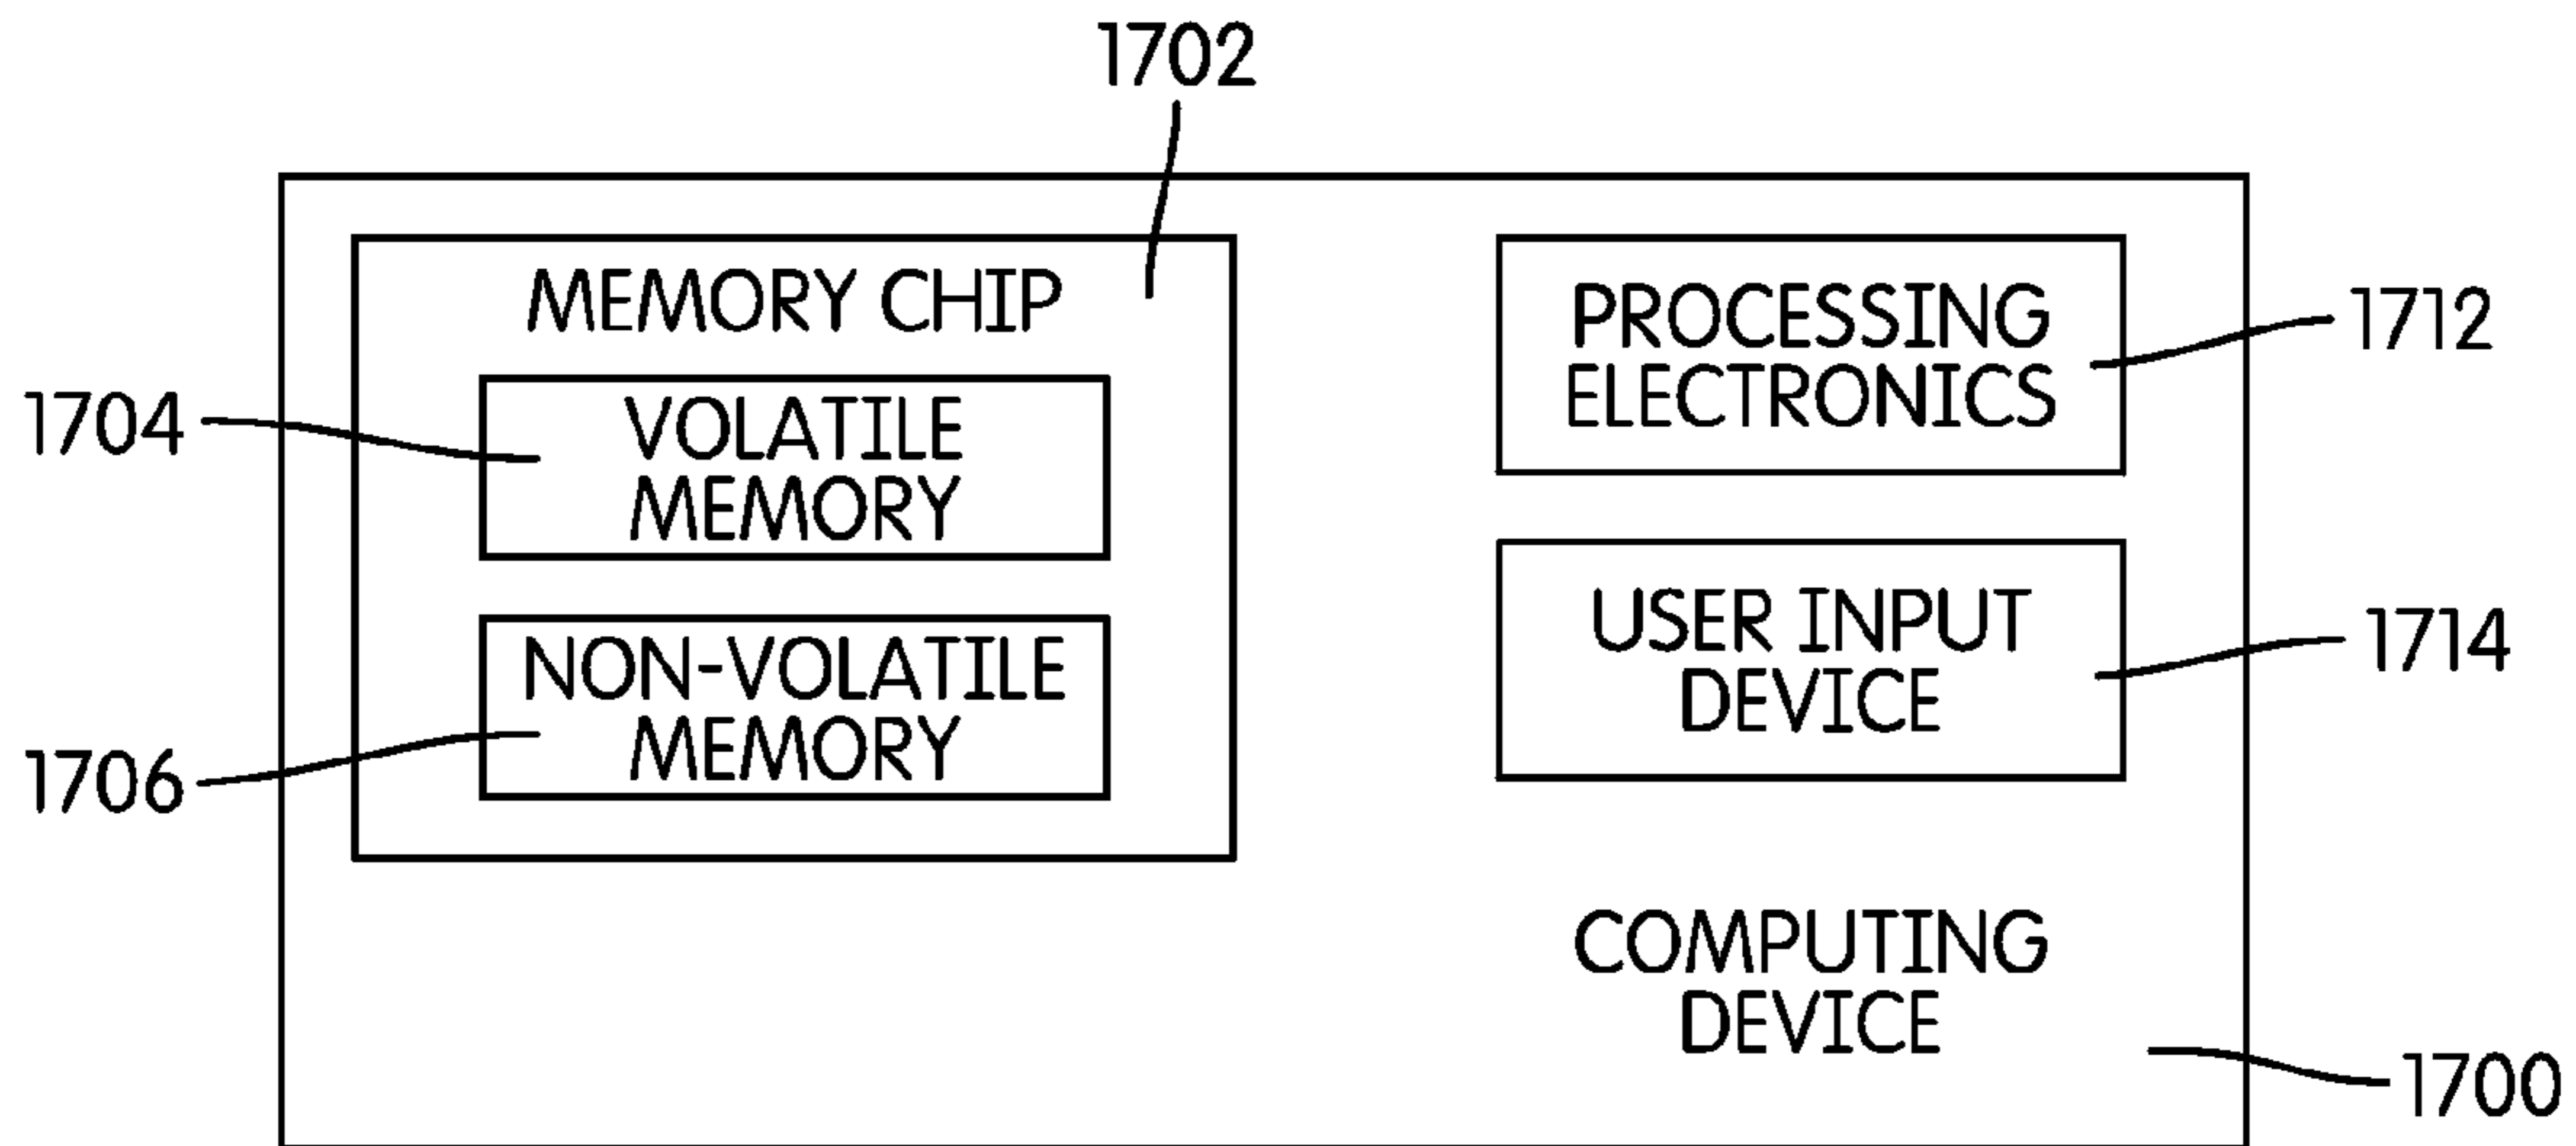 1702
MEMORY CHIP
1704
VOLATILE
MEMORY
1706
NON-VOLATILE
MEMORY
PROCESSING
ELECTRONICS
1712
USER INPUT
DEVICE
1714
COMPUTING
DEVICE
1700